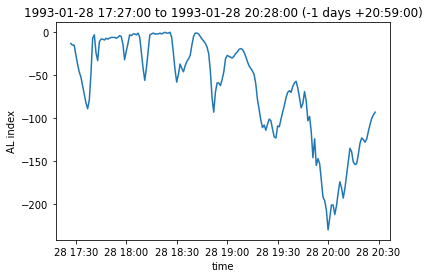 1993-01-28 17:27:00 to 1993-01-28 20:28:00 (-1 days +20:59:00)
AL index
0
−50
−100
−150
−200
28 17:30 28 18:00 28 18:30 28 19:00 28 19:30 28 20:00 28 20:30
time